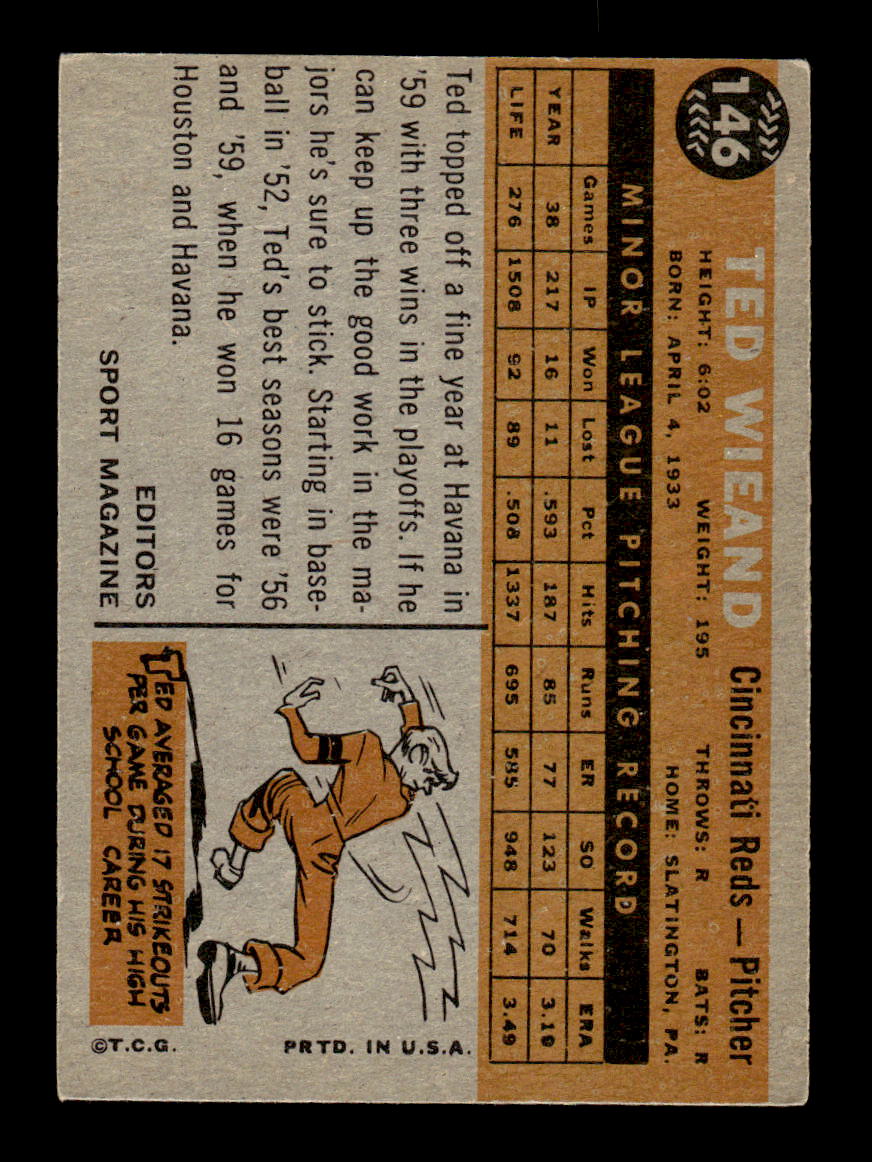 146
TED WIEAND Cincinnati Reds — Pitcher
HEIGHT: 6:02 WEIGHT: 195 THROWS: R BATS: R
BORN: APRIL 4, 1933 HOME: SLATINGTON, PA.
MINOR LEAGUE PITCHING RECORD
Games IP Won Lost Pct Hits Runs ER SO Walks ERA
YEAR 38 217 16 11 .593 187 85 77 123 70 3.19
LIFE 276 1508 92 89 .508 1337 695 585 948 714 3.49
Ted topped off a fine year at Havana in
'59 with three wins in the playoffs. If he
can keep up the good work in the ma-
jors he's sure to stick. Starting in base-
ball in '52, Ted's best seasons were '56
and '59, when he won 16 games for
Houston and Havana.
EDITORS
SPORT MAGAZINE
TED AVERAGED 17 STRIKEOUTS
PER GAME DURING HIS HIGH
SCHOOL CAREER
©T.C.G. PRTD. IN U.S.A.